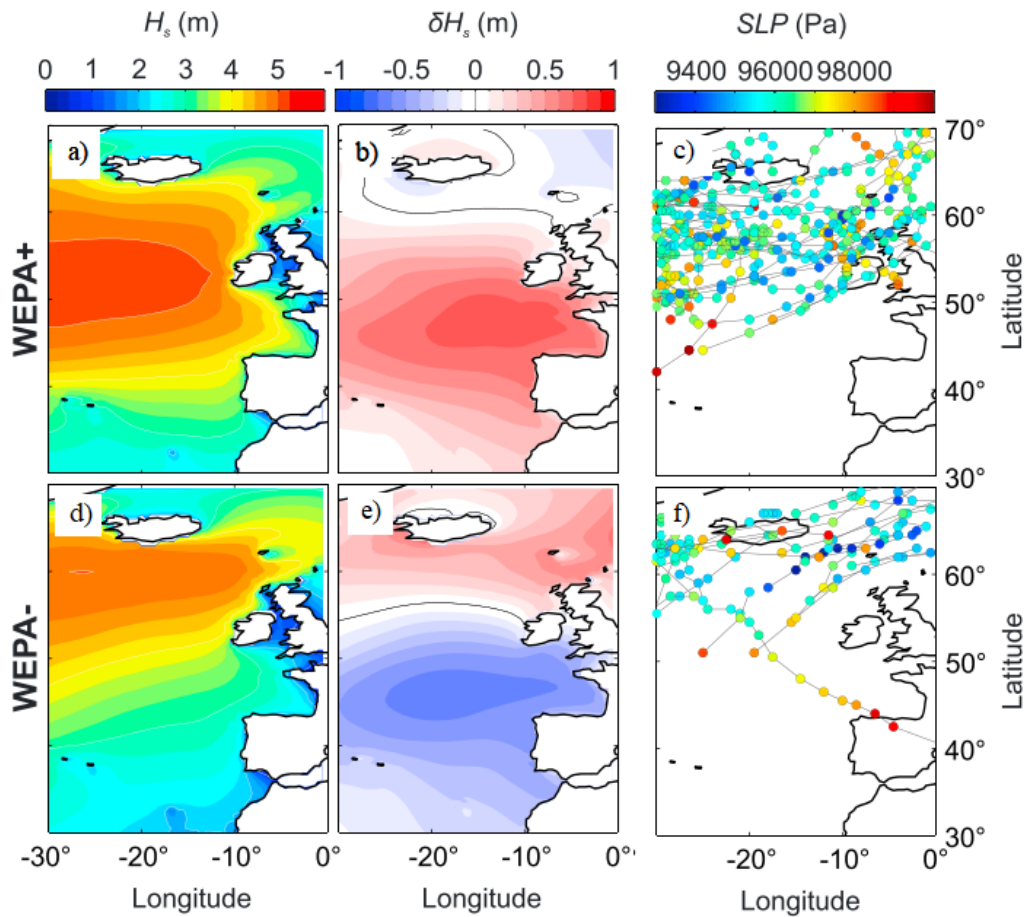 Hs (m)
δHs (m)
SLP (Pa)
0 1 2 3 4 5
-1 -0.5 0 0.5 1
9400 96000 98000
a)
b)
c)
WEPA+
70°
60°
50°
40°
30°
Latitude
d)
e)
f)
WEPA-
60°
50°
40°
30°
Latitude
-30° -20° -10° 0°
-20° -10° 0°
-20° -10° 0°
Longitude
Longitude
Longitude